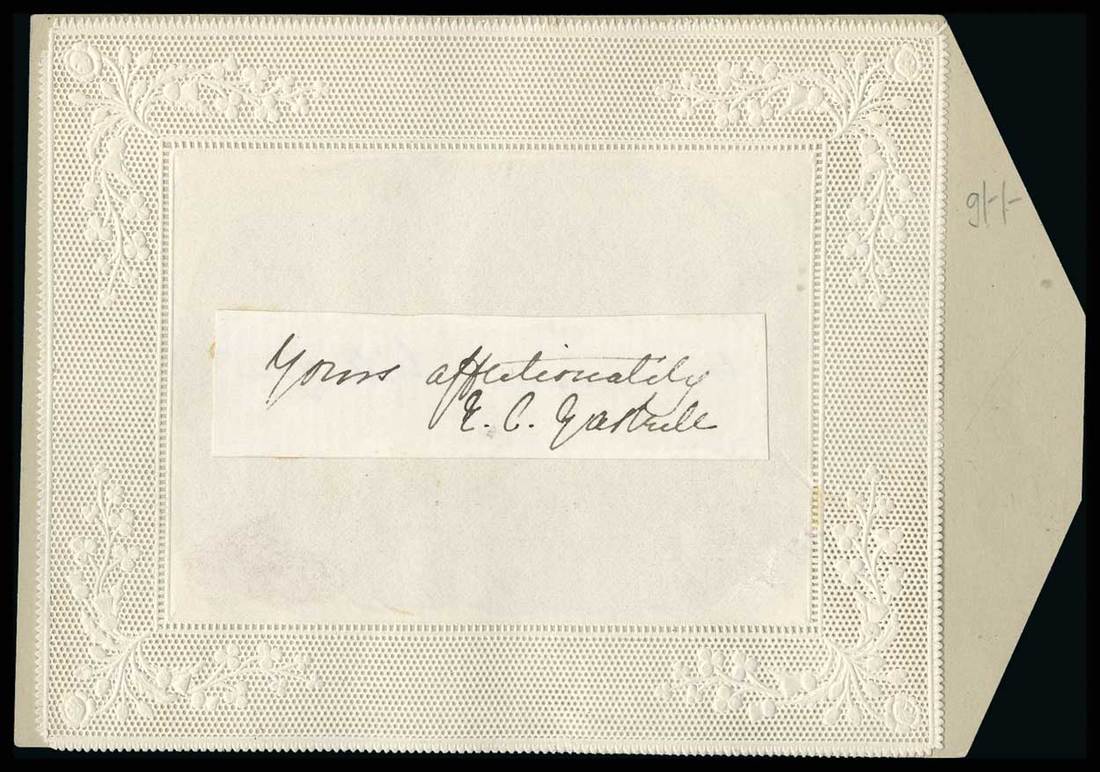 Yours affectionately
E. C. Gaskell
9/-/-